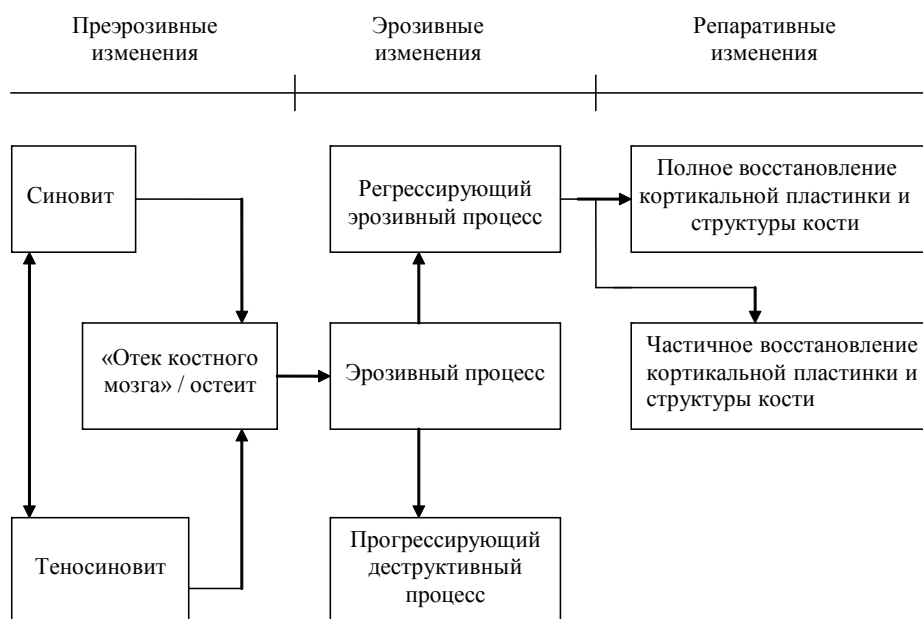 Преэрозивные
изменения
Эрозивные
изменения
Репаративные
изменения
Синовит
Регрессирующий
эрозивный процесс
Полное восстановление
кортикальной пластинки и
структуры кости
«Отек костного
мозга» / остеит
Эрозивный процесс
Частичное восстановление
кортикальной пластинки и
структуры кости
Теносиновит
Прогрессирующий
деструктивный
процесс